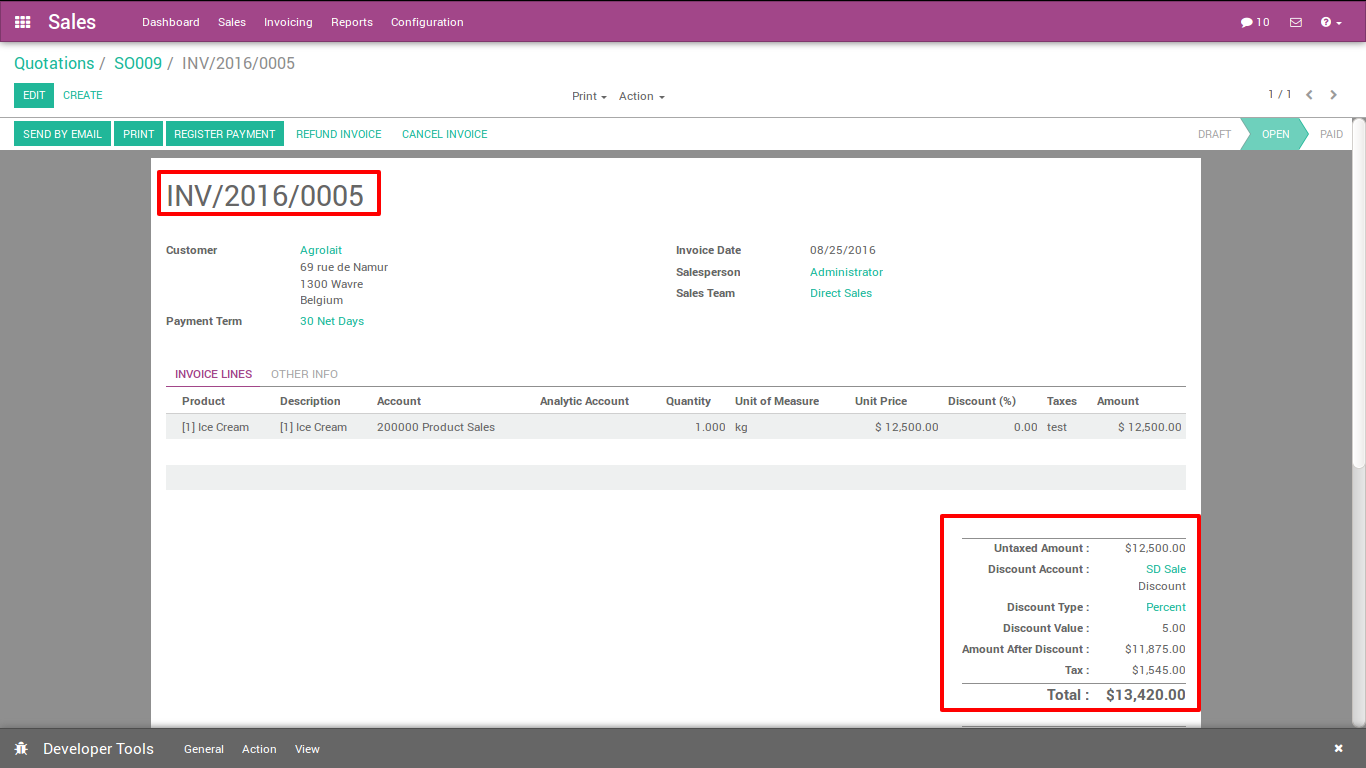 Sales Dashboard Sales Invoicing Reports Configuration 10
Quotations / SO009 / INV/2016/0005
EDIT CREATE Print Action 1 / 1
SEND BY EMAIL PRINT REGISTER PAYMENT REFUND INVOICE CANCEL INVOICE DRAFT OPEN PAID
INV/2016/0005
Customer Agrolait Invoice Date 08/25/2016
69 rue de Namur Salesperson Administrator
1300 Wavre
Belgium Sales Team Direct Sales
Payment Term 30 Net Days
INVOICE LINES OTHER INFO
Product Description Account Analytic Account Quantity Unit of Measure Unit Price Discount (%) Taxes Amount
[1] Ice Cream [1] Ice Cream 200000 Product Sales 1.000 kg $ 12,500.00 0.00 test $ 12,500.00
Untaxed Amount : $12,500.00
Discount Account : SD Sale
Discount
Discount Type : Percent
Discount Value : 5.00
Amount After Discount : $11,875.00
Tax : $1,545.00
Total : $13,420.00
Developer Tools General Action View